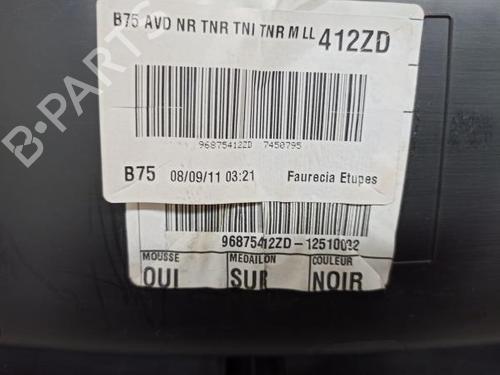 B75 AVD NR TNR TNI TNR M LL 412ZD
96875412ZD 7450795
B75 08/09/11 03:21 Faurecia Etupes
96875412ZD-12510032
MOUSSE MEDAILON COULEUR
OUI SUR NOIR
B-PARTS